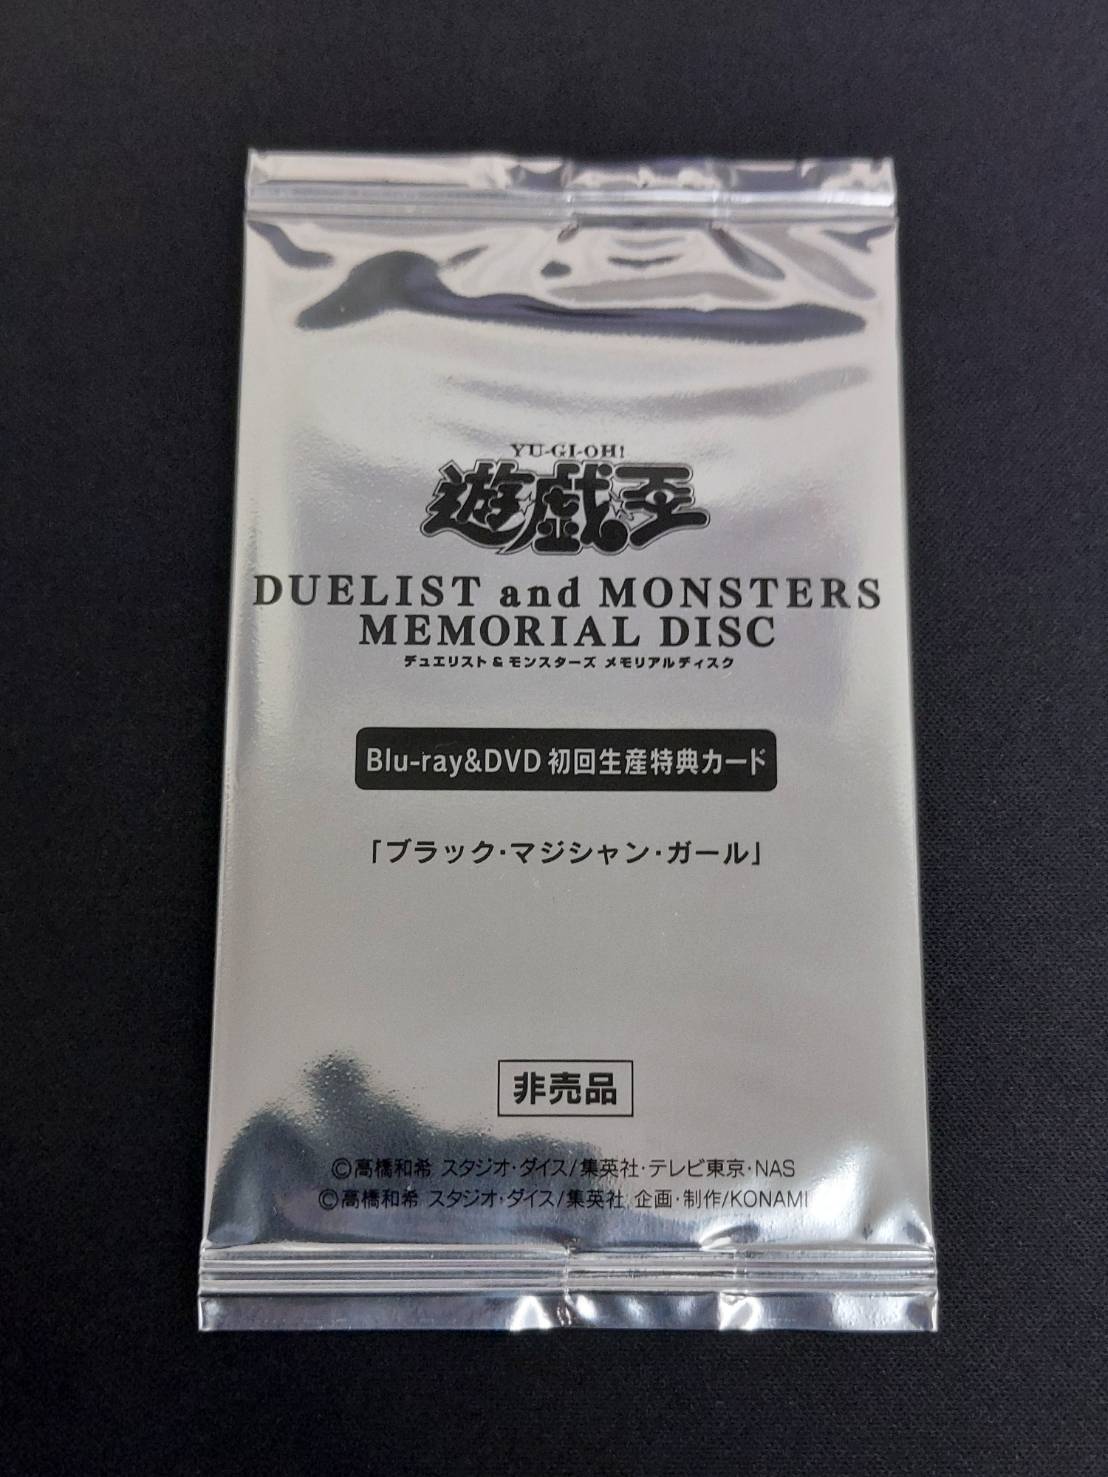 YU-GI-OH!
遊戯王
DUELIST and MONSTERS
MEMORIAL DISC
デュエリスト&モンスターズ メモリアルディスク
Blu-ray&DVD 初回生産特典カード
「ブラック・マジシャン・ガール」
非売品
©高橋和希 スタジオ・ダイス/集英社・テレビ東京・NAS
©高橋和希 スタジオ・ダイス/集英社 企画・制作/KONAMI